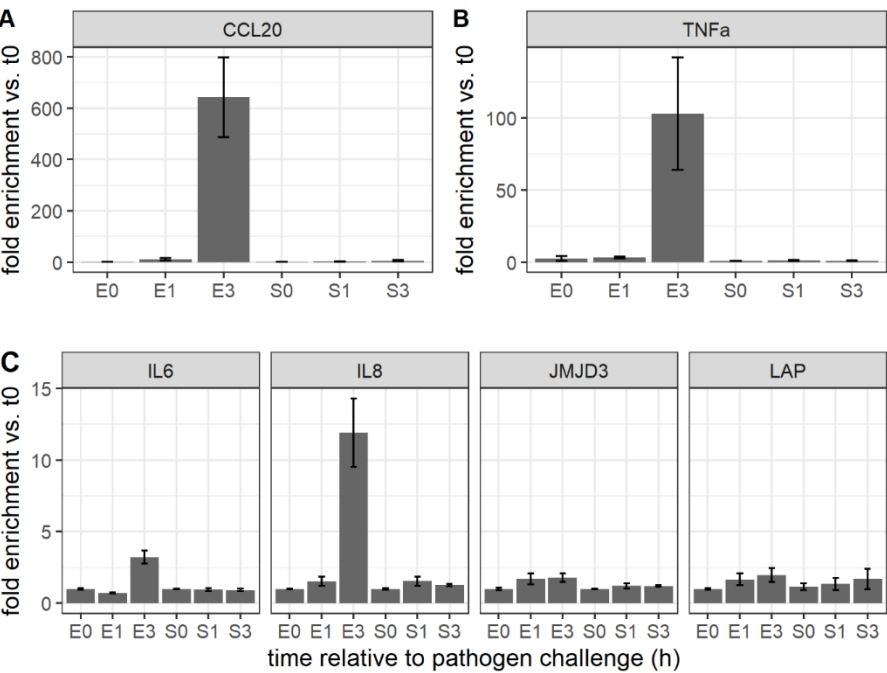 A
B
CCL20
TNFa
fold enrichment vs. t0
800
600
400
200
0
E0 E1 E3 S0 S1 S3
fold enrichment vs. t0
100
50
0
E0 E1 E3 S0 S1 S3
C
IL6 IL8 JMJD3 LAP
fold enrichment vs. t0
15
10
5
0
E0 E1 E3 S0 S1 S3 E0 E1 E3 S0 S1 S3 E0 E1 E3 S0 S1 S3 E0 E1 E3 S0 S1 S3
time relative to pathogen challenge (h)